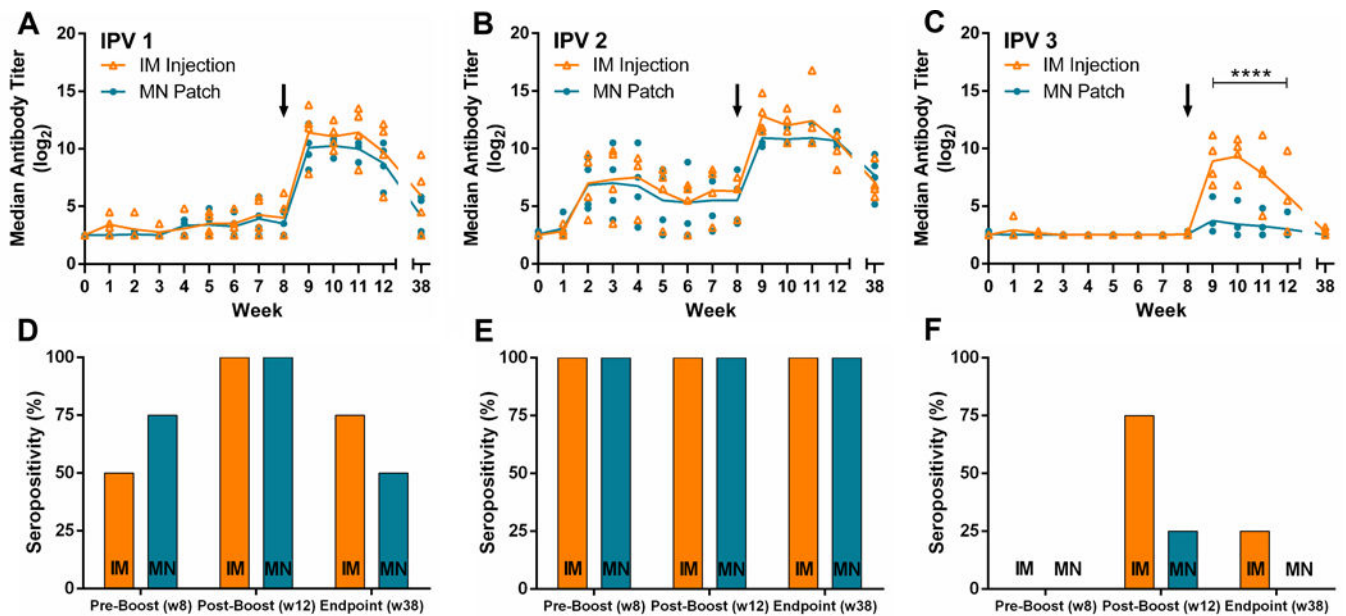 A
IPV 1
IM Injection
MN Patch
Median Antibody Titer
(log2)
20
15
10
5
0
0 1 2 3 4 5 6 7 8 9 10 11 12 38
Week
B
IPV 2
IM Injection
MN Patch
Median Antibody Titer
(log2)
20
15
10
5
0
0 1 2 3 4 5 6 7 8 9 10 11 12 38
Week
C
IPV 3
IM Injection
MN Patch
****
Median Antibody Titer
(log2)
20
15
10
5
0
0 1 2 3 4 5 6 7 8 9 10 11 12 38
Week
D
Seropositivity (%)
100
75
50
25
0
IM MN IM MN IM MN
Pre-Boost (w8) Post-Boost (w12) Endpoint (w38)
E
Seropositivity (%)
100
75
50
25
0
IM MN IM MN IM MN
Pre-Boost (w8) Post-Boost (w12) Endpoint (w38)
F
Seropositivity (%)
100
75
50
25
0
IM MN IM MN IM MN
Pre-Boost (w8) Post-Boost (w12) Endpoint (w38)